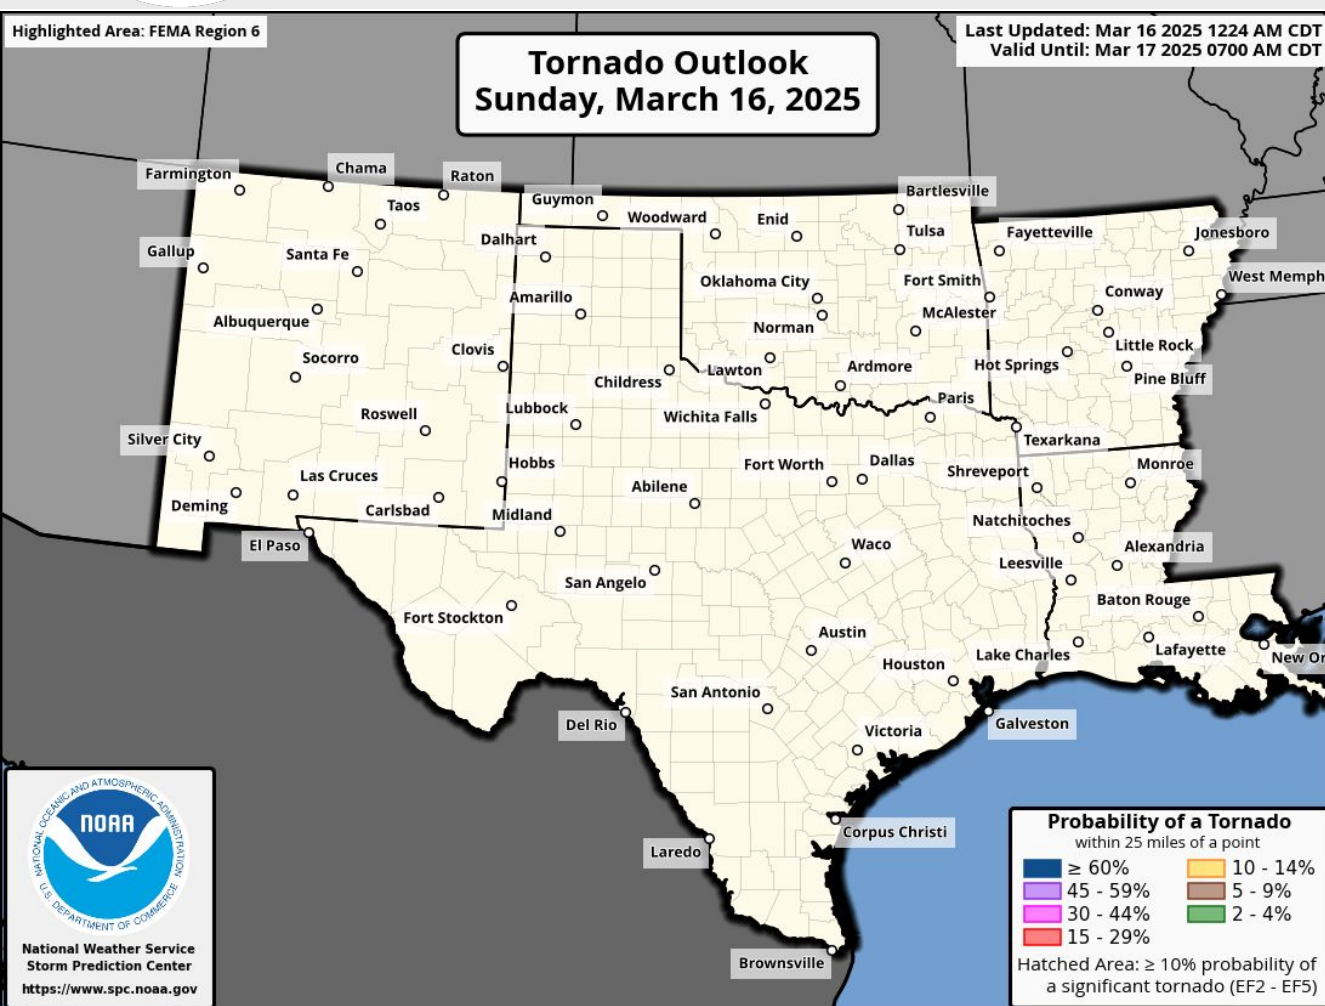 Highlighted Area: FEMA Region 6
Last Updated: Mar 16 2025 1224 AM CDT
Valid Until: Mar 17 2025 0700 AM CDT
Tornado Outlook
Sunday, March 16, 2025
Farmington
Chama
Raton
Taos
Guymon
Woodward
Enid
Bartlesville
Tulsa
Fayetteville
Jonesboro
Gallup
Santa Fe
Dalhart
Oklahoma City
Fort Smith
West Memph
Albuquerque
Amarillo
Norman
McAlester
Conway
Little Rock
Socorro
Clovis
Childress
Lawton
Ardmore
Hot Springs
Pine Bluff
Roswell
Lubbock
Wichita Falls
Paris
Texarkana
Silver City
Las Cruces
Hobbs
Abilene
Fort Worth
Dallas
Shreveport
Monroe
Deming
Carlsbad
Midland
Natchitoches
El Paso
San Angelo
Waco
Leesville
Alexandria
Fort Stockton
Austin
Baton Rouge
Houston
Lake Charles
Lafayette
New Or
Del Rio
San Antonio
Victoria
Galveston
Laredo
Corpus Christi
Brownsville
NATIONAL OCEANIC AND ATMOSPHERIC ADMINISTRATION
NOAA
U.S. DEPARTMENT OF COMMERCE
National Weather Service
Storm Prediction Center
https://www.spc.noaa.gov
Probability of a Tornado
within 25 miles of a point
≥ 60%
45 - 59%
30 - 44%
15 - 29%
10 - 14%
5 - 9%
2 - 4%
Hatched Area: ≥ 10% probability of
a significant tornado (EF2 - EF5)